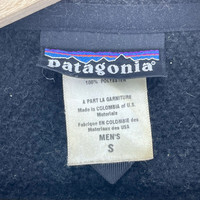 patagonia
100% POLYESTER
À PART LA GARNITURE
Made in COLOMBIA of U.S.
Materials
Fabriqué en COLOMBIE des
Materiaux des USA
MEN'S
S